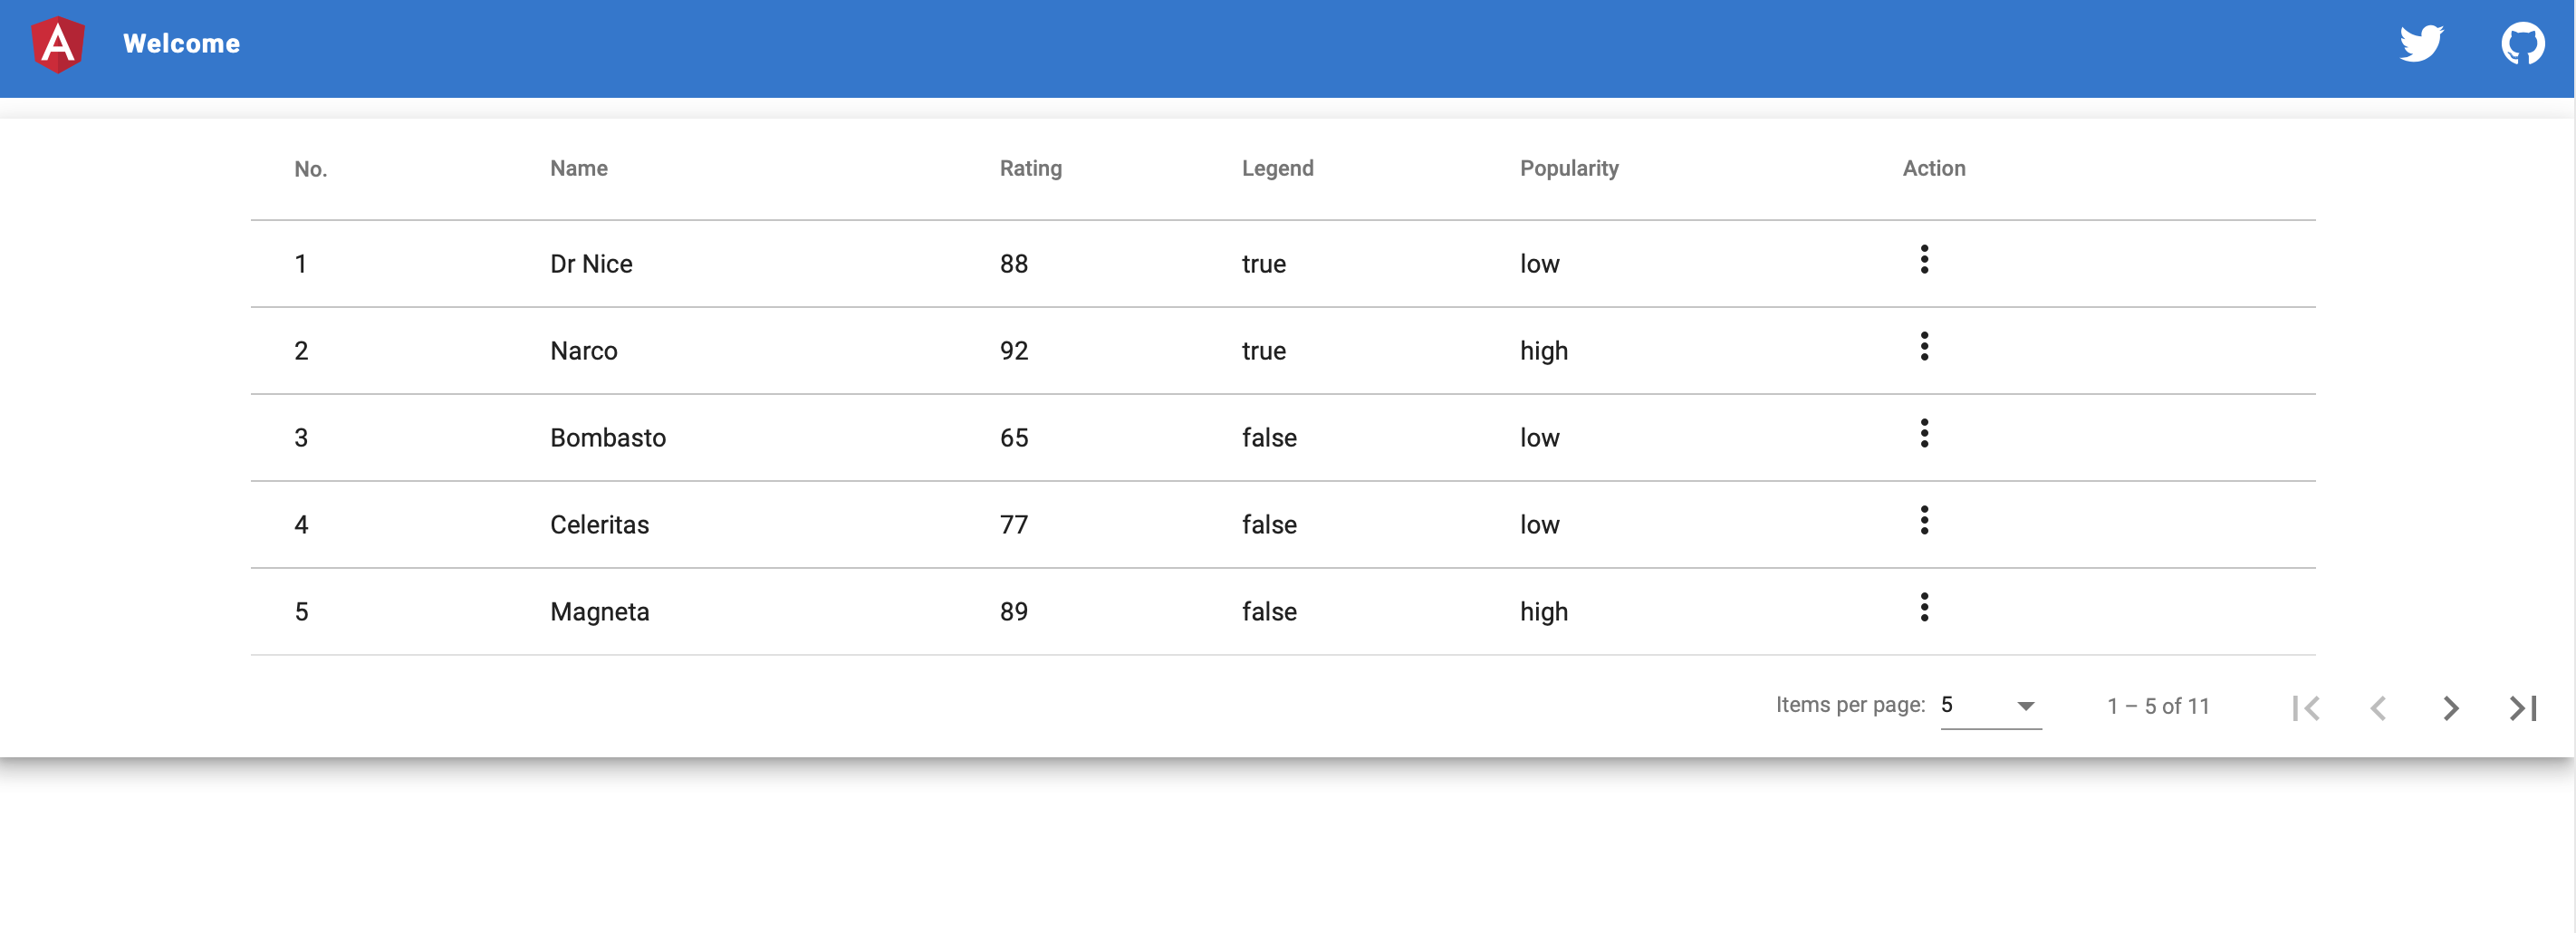 Welcome
No. Name Rating Legend Popularity Action
1 Dr Nice 88 true low
2 Narco 92 true high
3 Bombasto 65 false low
4 Celeritas 77 false low
5 Magneta 89 false high
Items per page: 5 1 – 5 of 11